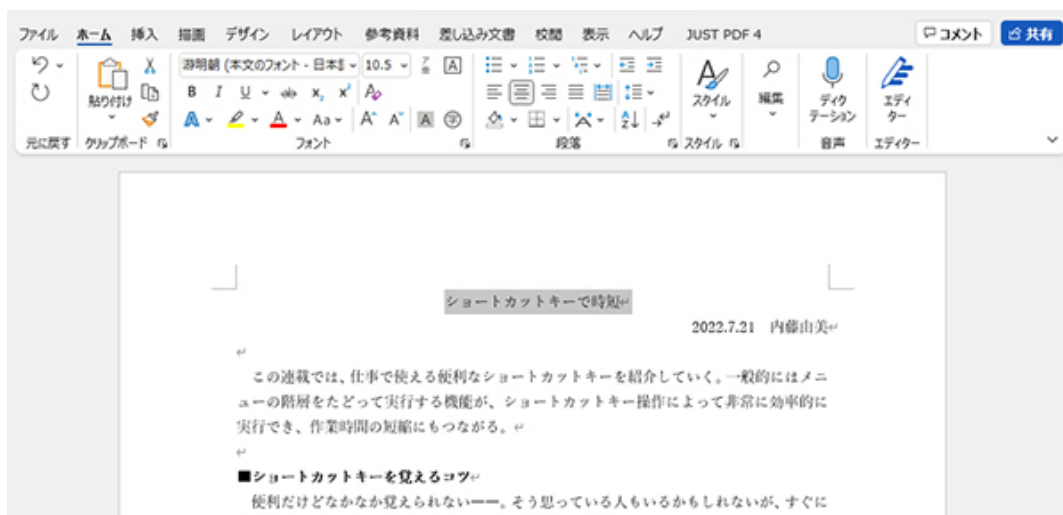 ファイル ホーム 挿入 描画 デザイン レイアウト 参考資料 差し込み文書 校閲 表示 ヘルプ JUST PDF 4 コメント 共有
游明朝 (本文のフォント - 日本語 10.5
貼り付け B I U ab x₂ x² A スタイル 編集 ディク
テーション エディ
ター
A A Aa A A A 字
元に戻す クリップボード フォント 段落 スタイル 音声 エディター
ショートカットキーで時短
2022.7.21 内藤由美
この連載では、仕事で使える便利なショートカットキーを紹介していく。一般的にはメニ
ューの階層をたどって実行する機能が、ショートカットキー操作によって非常に効率的に
実行でき、作業時間の短縮にもつながる。
■ショートカットキーを覚えるコツ
便利だけどなかなか覚えられない――。そう思っている人もいるかもしれないが、すぐに